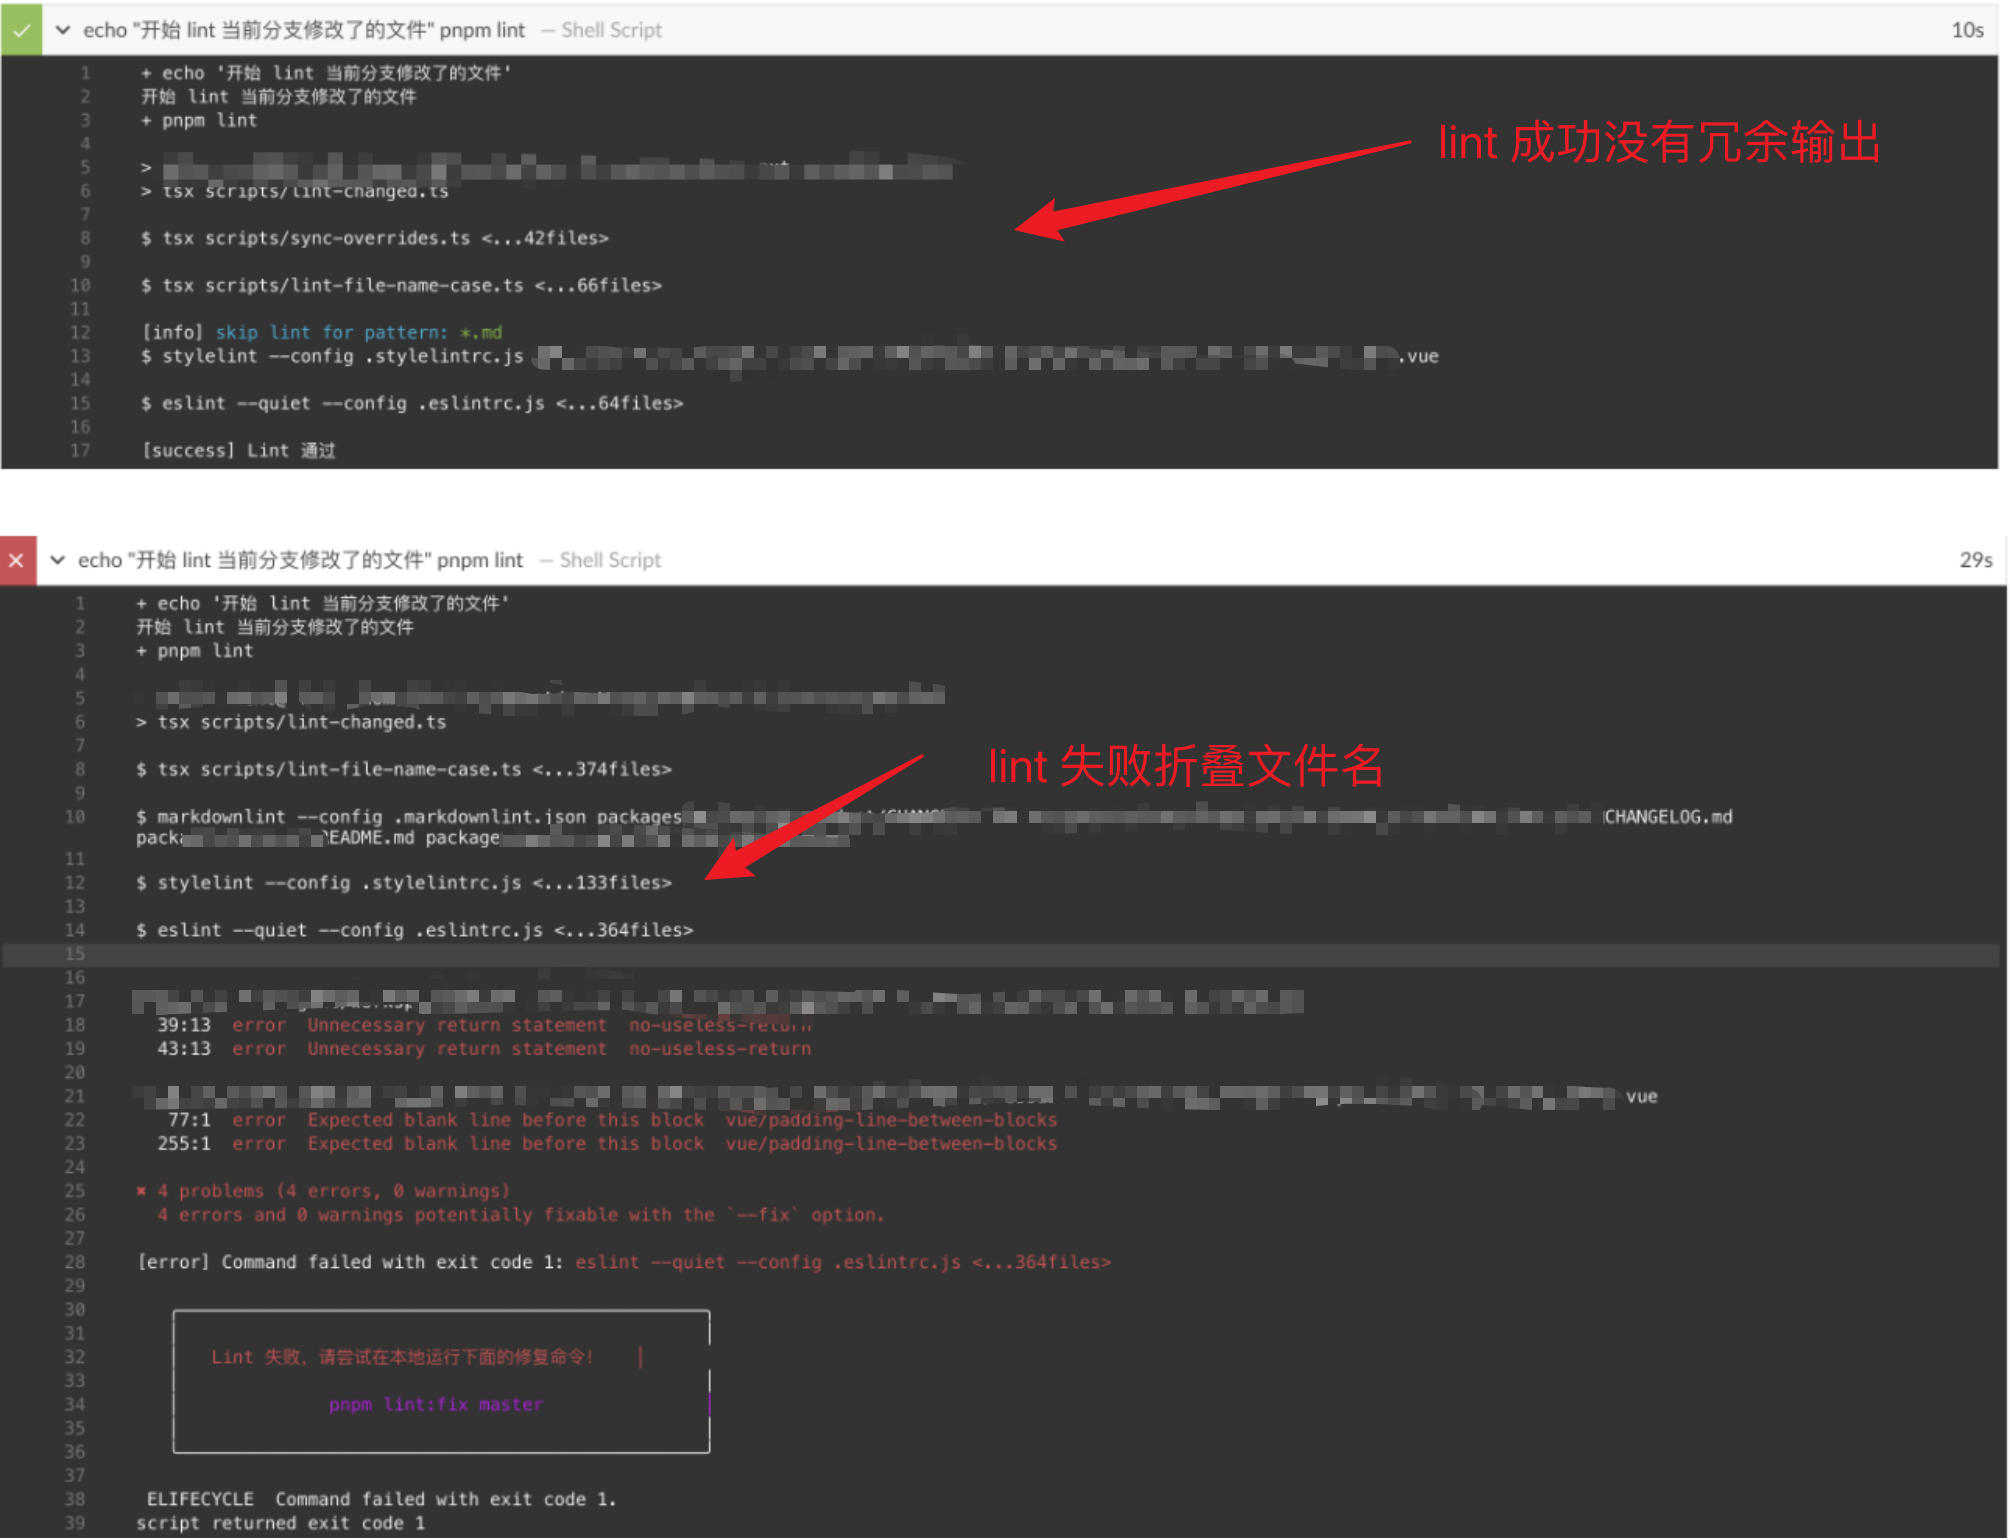 echo "开始 lint 当前分支修改了的文件" pnpm lint — Shell Script 10s
1 + echo '开始 lint 当前分支修改了的文件'
2 开始 lint 当前分支修改了的文件
3 + pnpm lint
4
5 >
6 > tsx scripts/lint-changed.ts
7
8 $ tsx scripts/sync-overrides.ts <...42files>
9
10 $ tsx scripts/lint-file-name-case.ts <...66files>
11
12 [info] skip lint for pattern: *.md
13 $ stylelint --config .stylelintrc.js .vue
14
15 $ eslint --quiet --config .eslintrc.js <...64files>
16
17 [success] Lint 通过
lint 成功没有冗余输出
echo "开始 lint 当前分支修改了的文件" pnpm lint — Shell Script 29s
1 + echo '开始 lint 当前分支修改了的文件'
2 开始 lint 当前分支修改了的文件
3 + pnpm lint
4
5
6 > tsx scripts/lint-changed.ts
7
8 $ tsx scripts/lint-file-name-case.ts <...374files>
9
10 $ markdownlint --config .markdownlint.json packages CHANGELOG.md
README.md package
11
12 $ stylelint --config .stylelintrc.js <...133files>
13
14 $ eslint --quiet --config .eslintrc.js <...364files>
15
16
17
18 39:13 error Unnecessary return statement no-useless-return
19 43:13 error Unnecessary return statement no-useless-return
20
21 vue
22 77:1 error Expected blank line before this block vue/padding-line-between-blocks
23 255:1 error Expected blank line before this block vue/padding-line-between-blocks
24
25 ✖ 4 problems (4 errors, 0 warnings)
26 4 errors and 0 warnings potentially fixable with the `--fix` option.
27
28 [error] Command failed with exit code 1: eslint --quiet --config .eslintrc.js <...364files>
29
30
31
32 Lint 失败，请尝试在本地运行下面的修复命令！
33
34 pnpm lint:fix master
35
36
37
38 ELIFECYCLE Command failed with exit code 1.
39 script returned exit code 1
lint 失败折叠文件名